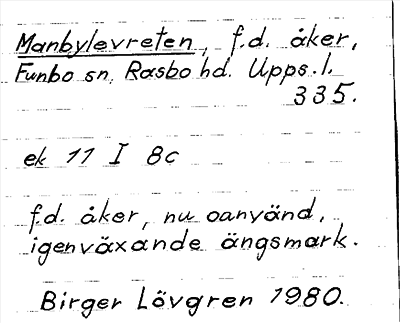 Manbylevreten, f.d. åker,
Funbo sn, Rasbo hd. Upps. l.
335.
ek 11 I 8c
f.d. åker, nu oanvänd,
igenväxande ängsmark.
Birger Lövgren 1980.